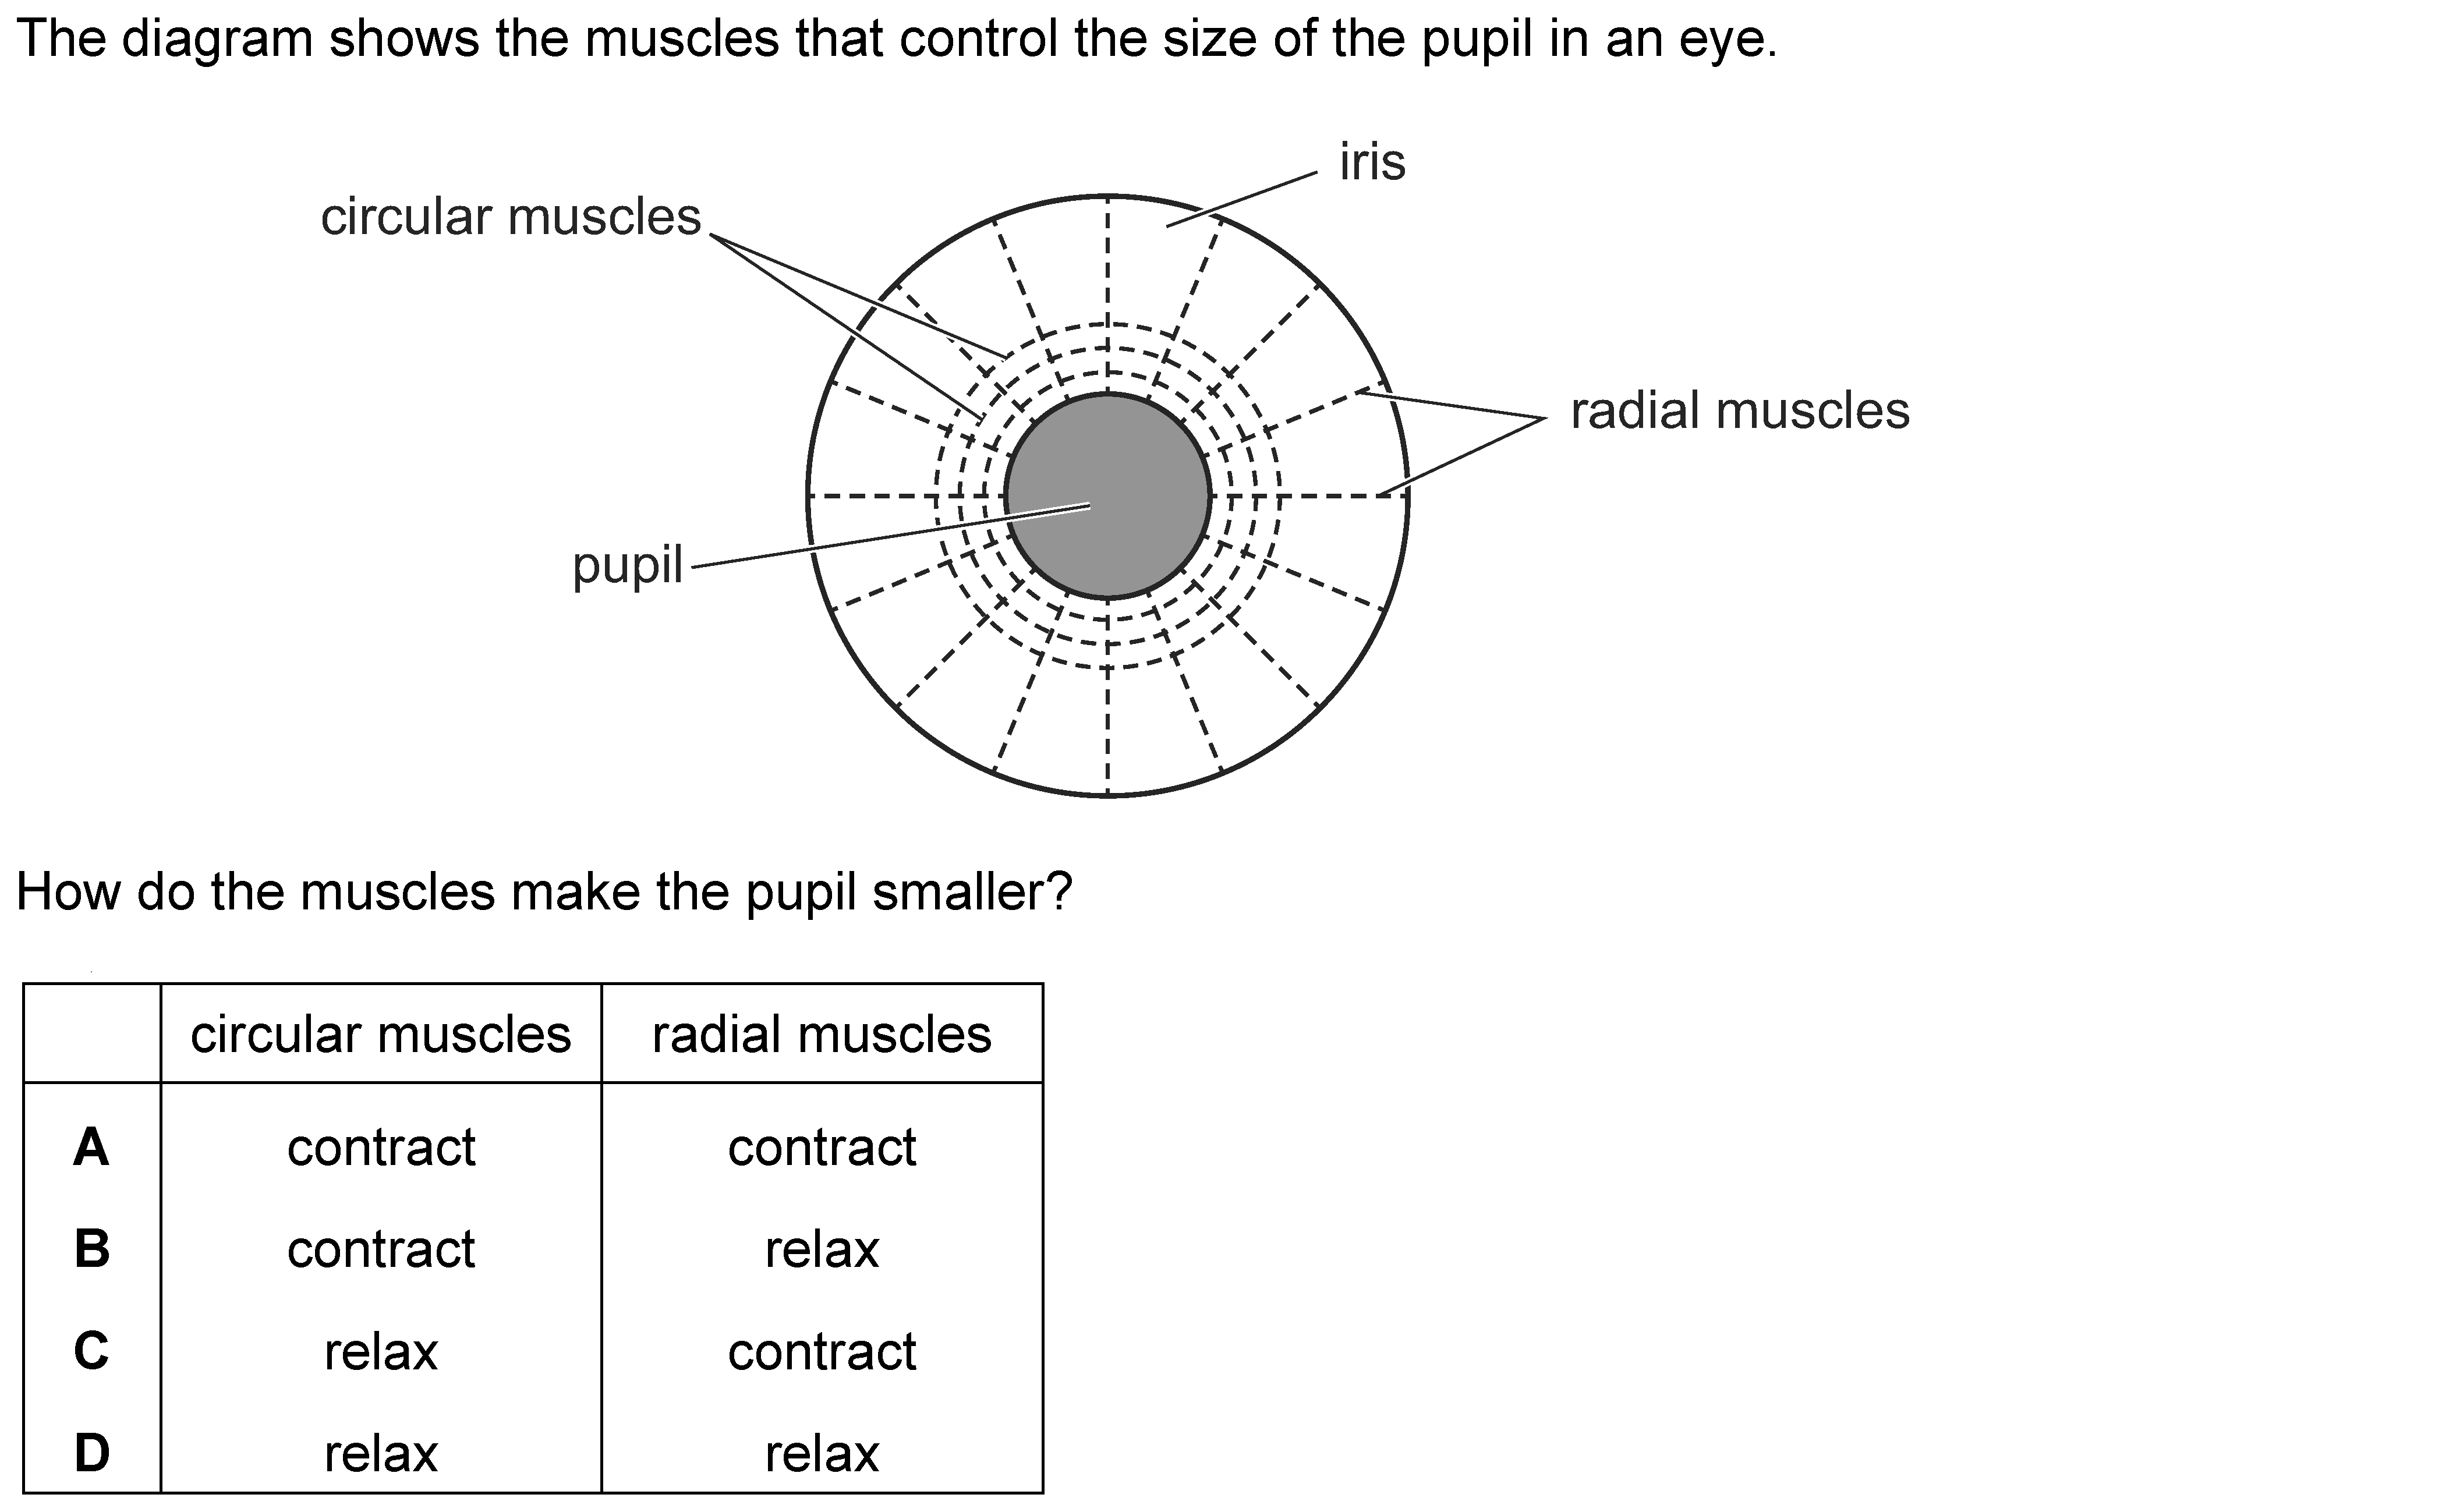 The diagram shows the muscles that control the size of the pupil in an eye.
iris
circular muscles
radial muscles
pupil
How do the muscles make the pupil smaller?
circular muscles radial muscles
A contract contract
B contract relax
C relax contract
D relax relax